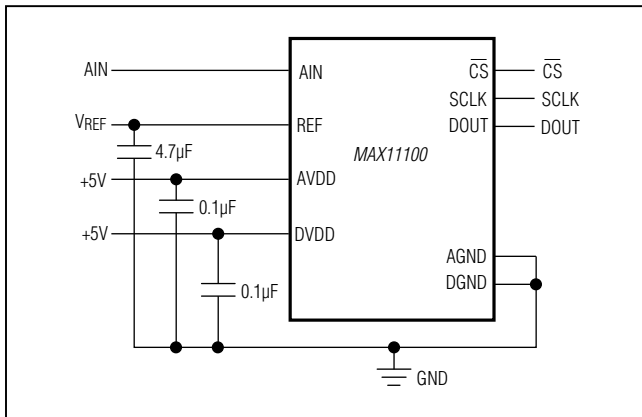 AIN
AIN
CS
CS
SCLK
SCLK
VREF
REF
DOUT
DOUT
MAX11100
4.7µF
+5V
AVDD
0.1µF
+5V
DVDD
AGND
DGND
0.1µF
GND